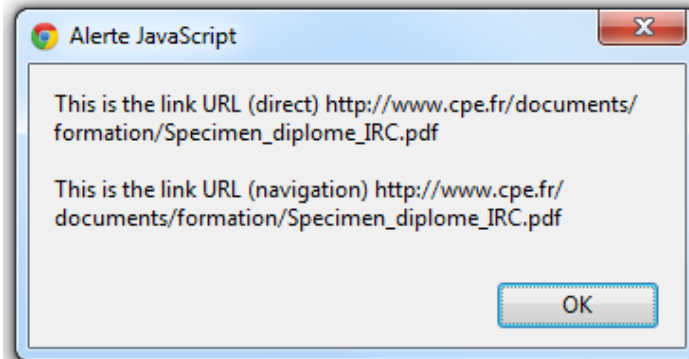 Alerte JavaScript
This is the link URL (direct) http://www.cpe.fr/documents/
formation/Specimen_diplome_IRC.pdf
This is the link URL (navigation) http://www.cpe.fr/
documents/formation/Specimen_diplome_IRC.pdf
OK